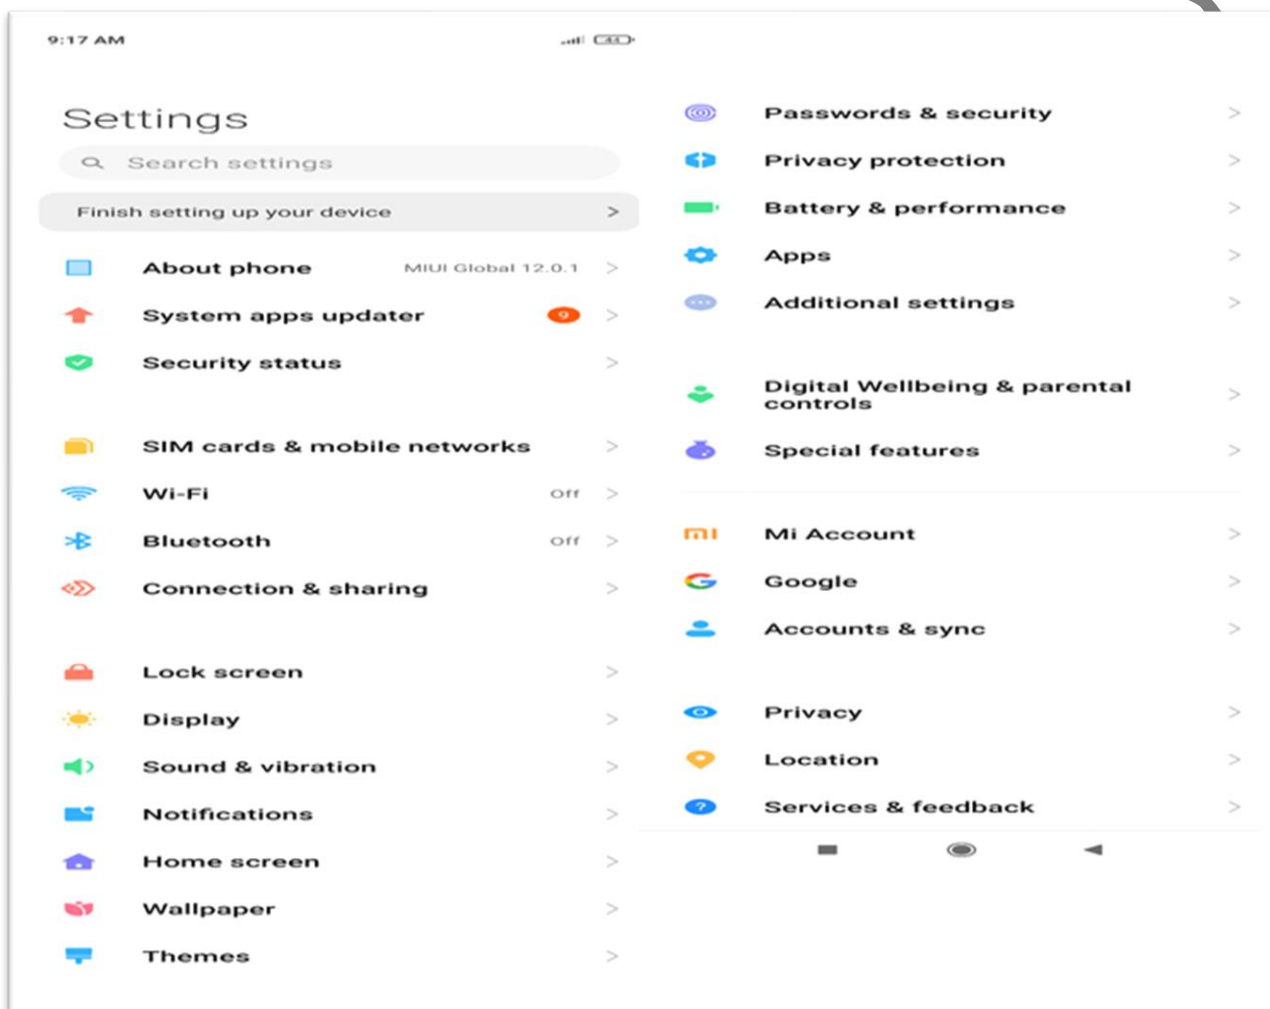 9:17 AM
44
Settings
Search settings
Finish setting up your device
About phone MIUI Global 12.0.1
System apps updater 9
Security status
SIM cards & mobile networks
Wi-Fi Off
Bluetooth Off
Connection & sharing
Lock screen
Display
Sound & vibration
Notifications
Home screen
Wallpaper
Themes
Passwords & security
Privacy protection
Battery & performance
Apps
Additional settings
Digital Wellbeing & parental
controls
Special features
Mi Account
Google
Accounts & sync
Privacy
Location
Services & feedback